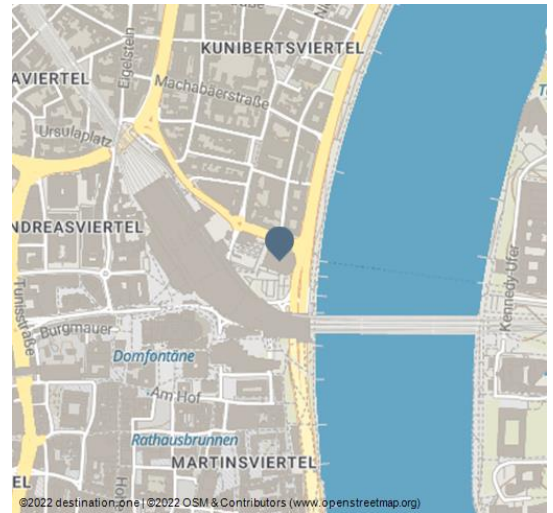 KUNIBERTSVIERTEL
AVIERTEL
Eigelstein
Machabäerstraße
Ursulaplatz
NDREASVIERTEL
Tunisstraße
Burgmauer
Domfontäne
Am Hof
Rathausbrunnen
MARTINSVIERTEL
Kennedy-Ufer
©2022 destination.one | ©2022 OSM & Contributors (www.openstreetmap.org)